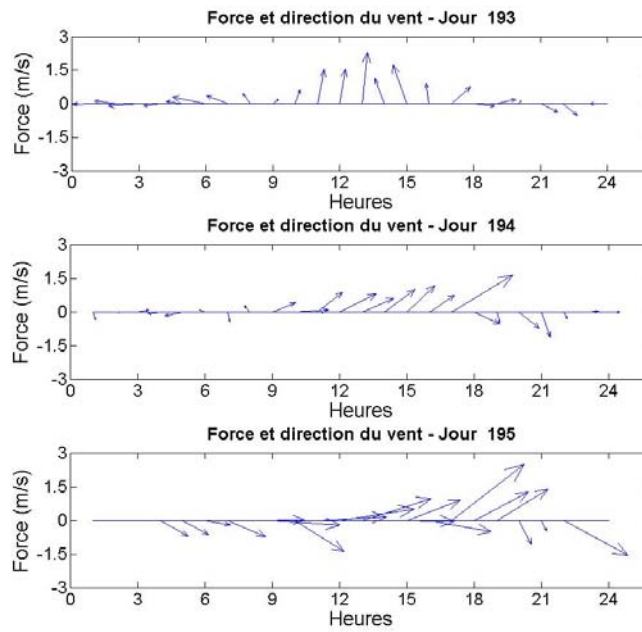 Force et direction du vent - Jour 193
3
1.5
0
-1.5
-3
Force (m/s)
0 3 6 9 12 15 18 21 24
Heures
Force et direction du vent - Jour 194
3
1.5
0
-1.5
-3
Force (m/s)
0 3 6 9 12 15 18 21 24
Heures
Force et direction du vent - Jour 195
3
1.5
0
-1.5
-3
Force (m/s)
0 3 6 9 12 15 18 21 24
Heures